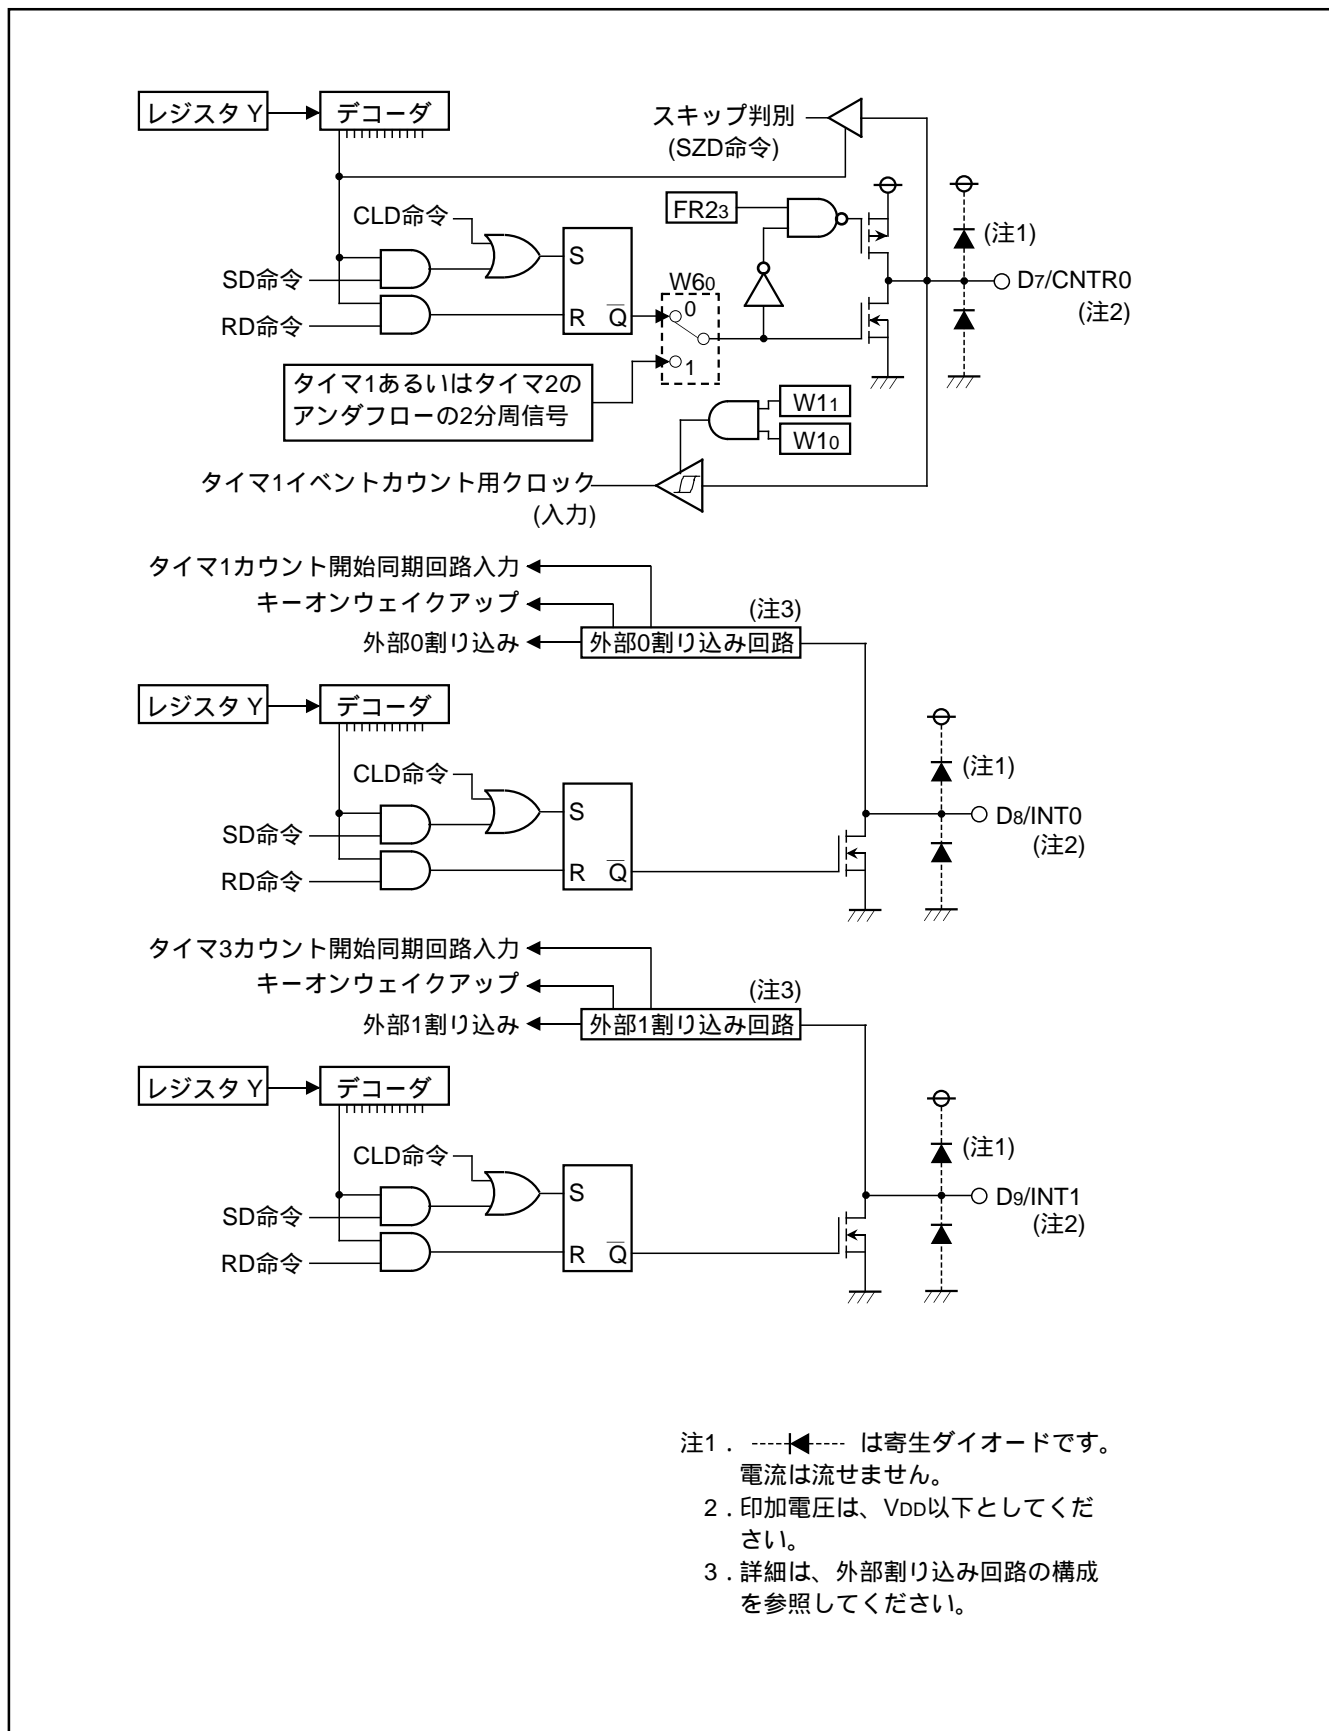 レジスタ Y
デコーダ
スキップ判別
(SZD命令)
CLD命令
FR23
(注1)
SD命令
S
W60
0
D7/CNTR0
(注2)
RD命令
R Q
1
タイマ1あるいはタイマ2の
アンダフローの2分周信号
W11
W10
タイマ1イベントカウント用クロック
(入力)
タイマ1カウント開始同期回路入力
キーオンウェイクアップ
(注3)
外部0割り込み
外部0割り込み回路
レジスタ Y
デコーダ
CLD命令
(注1)
SD命令
S
D8/INT0
(注2)
RD命令
R Q
タイマ3カウント開始同期回路入力
キーオンウェイクアップ
(注3)
外部1割り込み
外部1割り込み回路
レジスタ Y
デコーダ
CLD命令
(注1)
SD命令
S
D9/INT1
(注2)
RD命令
R Q
注1. は寄生ダイオードです。
電流は流せません。
2. 印加電圧は、VDD以下としてくだ
さい。
3. 詳細は、外部割り込み回路の構成
を参照してください。